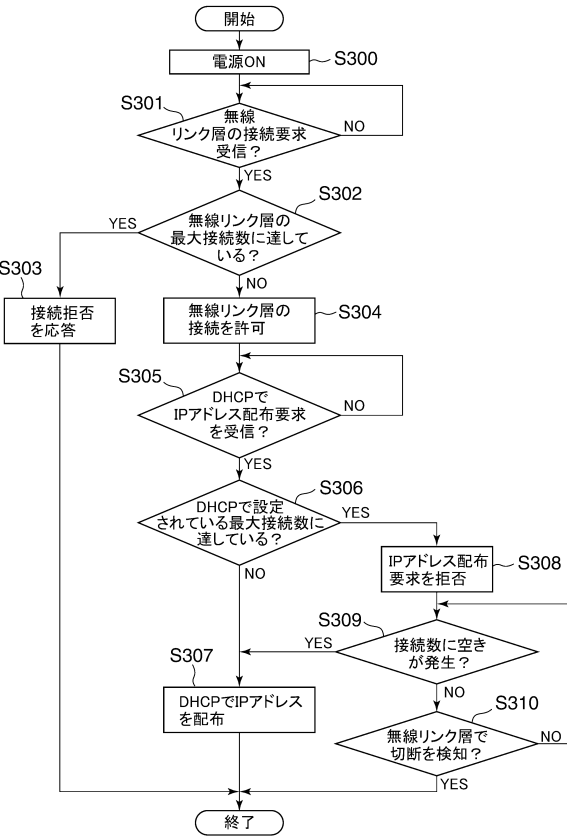 開始
電源ON
S300
S301
無線
リンク層の接続要求
受信？
NO
YES
S302
無線リンク層の
最大接続数に達して
いる？
YES
NO
S303
接続拒否
を応答
無線リンク層の
接続を許可
S304
S305
DHCPで
IPアドレス配布要求
を受信？
NO
YES
S306
DHCPで設定
されている最大接続数に
達している？
YES
NO
IPアドレス配布
要求を拒否
S308
S309
接続数に空き
が発生？
YES
NO
S307
DHCPでIPアドレス
を配布
S310
無線リンク層で
切断を検知？
NO
YES
終了